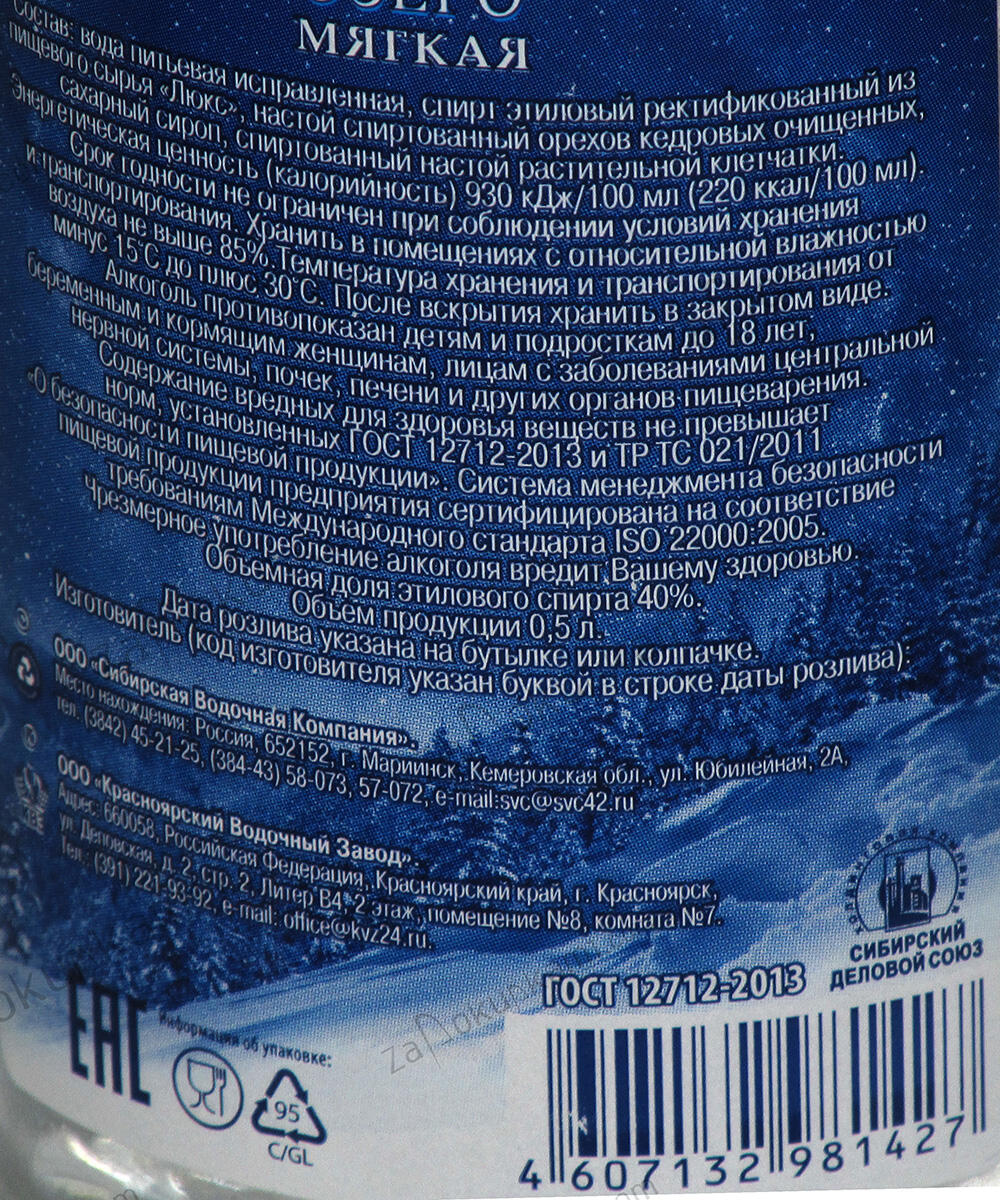 МЯГКАЯ
Состав: вода питьевая исправленная, спирт этиловый ректификованный из
пищевого сырья «Люкс», настой спиртованный орехов кедровых очищенных,
сахарный сироп, спиртованный настой растительной клетчатки.
Энергетическая ценность (калорийность) 930 кДж/100 мл (220 ккал/100 мл).
Срок годности не ограничен при соблюдении условий хранения
и транспортирования. Хранить в помещениях с относительной влажностью
воздуха не выше 85%. Температура хранения и транспортирования от
минус 15°С до плюс 30°С. После вскрытия хранить в закрытом виде.
Алкоголь противопоказан детям и подросткам до 18 лет,
беременным и кормящим женщинам, лицам с заболеваниями центральной
нервной системы, почек, печени и других органов пищеварения.
Содержание вредных для здоровья веществ не превышает
норм, установленных ГОСТ 12712-2013 и ТР ТС 021/2011
«О безопасности пищевой продукции». Система менеджмента безопасности
пищевой продукции предприятия сертифицирована на соответствие
требованиям Международного стандарта ISO 22000:2005.
Чрезмерное употребление алкоголя вредит Вашему здоровью.
Объемная доля этилового спирта 40%.
Объем продукции 0,5 л.
Дата розлива указана на бутылке или колпачке.
Изготовитель (код изготовителя указан буквой в строке даты розлива):
ООО «Сибирская Водочная Компания».
Место нахождения: Россия, 652152, г. Мариинск, Кемеровская обл., ул. Юбилейная, 2А,
тел. (3842) 45-21-25, (384-43) 58-073, 57-072, e-mail:svc@svc42.ru
ООО «Красноярский Водочный Завод».
Адрес: 660058, Российская Федерация, Красноярский край, г. Красноярск,
ул. Деповская, д. 2, стр. 2, Литер В4, 2 этаж, помещение №8, комната №7.
Тел.: (391) 221-93-92, e-mail: office@kvz24.ru.
СИБИРСКИЙ
ДЕЛОВОЙ СОЮЗ
ГОСТ 12712-2013
ЕАС
Информация об упаковке:
95
C/GL
4 607132 981427